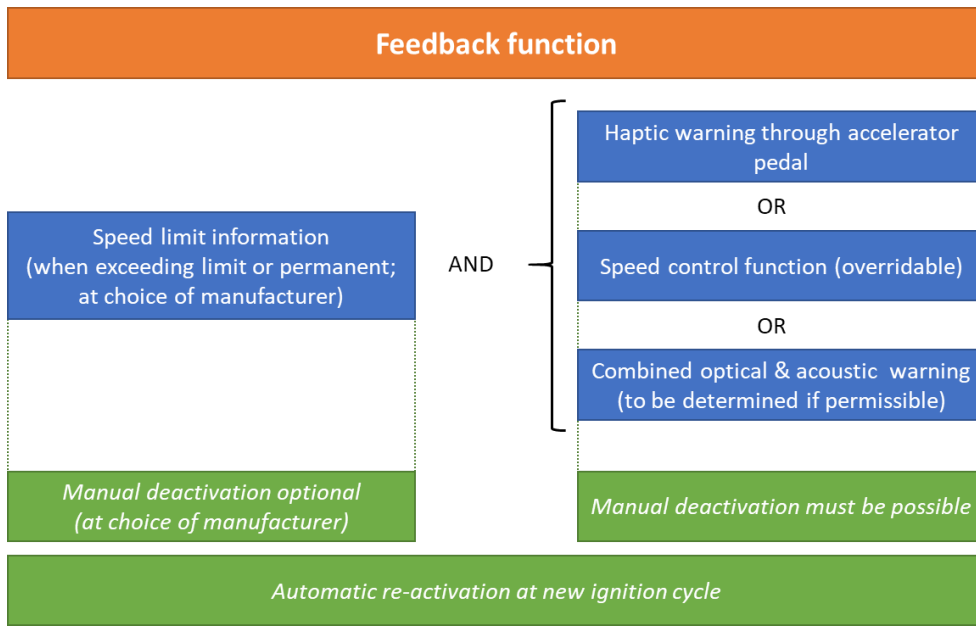 Feedback function
Speed limit information
(when exceeding limit or permanent;
at choice of manufacturer)
AND
Haptic warning through accelerator
pedal
OR
Speed control function (overridable)
OR
Combined optical & acoustic warning
(to be determined if permissible)
Manual deactivation optional
(at choice of manufacturer)
Manual deactivation must be possible
Automatic re-activation at new ignition cycle